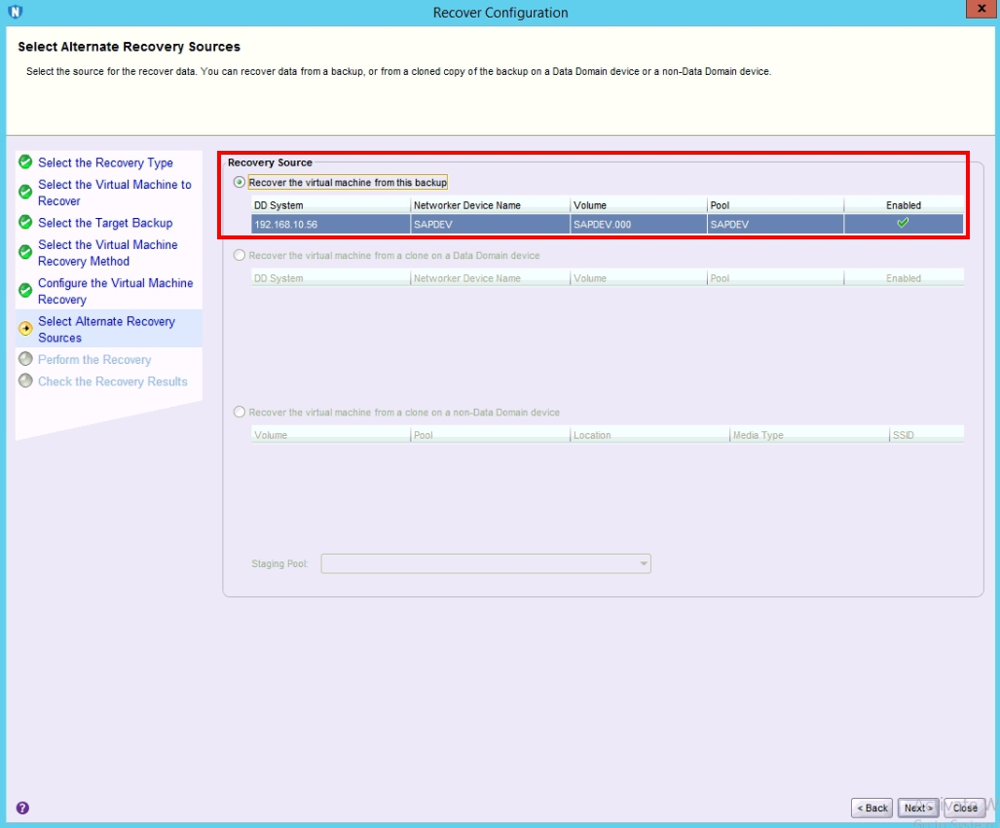 N
Recover Configuration
x
Select Alternate Recovery Sources
Select the source for the recover data. You can recover data from a backup, or from a cloned copy of the backup on a Data Domain device or a non-Data Domain device.
Select the Recovery Type
Select the Virtual Machine to
Recover
Select the Target Backup
Select the Virtual Machine
Recovery Method
Configure the Virtual Machine
Recovery
Select Alternate Recovery
Sources
Perform the Recovery
Check the Recovery Results
Recovery Source
Recover the virtual machine from this backup
DD System Networker Device Name Volume Pool Enabled
192.168.10.56 SAPDEV SAPDEV.000 SAPDEV
Recover the virtual machine from a clone on a Data Domain device
DD System Networker Device Name Volume Pool Enabled
Recover the virtual machine from a clone on a non-Data Domain device
Volume Pool Location Media Type SSID
Staging Pool:
?
< Back Next > Close
Activate W